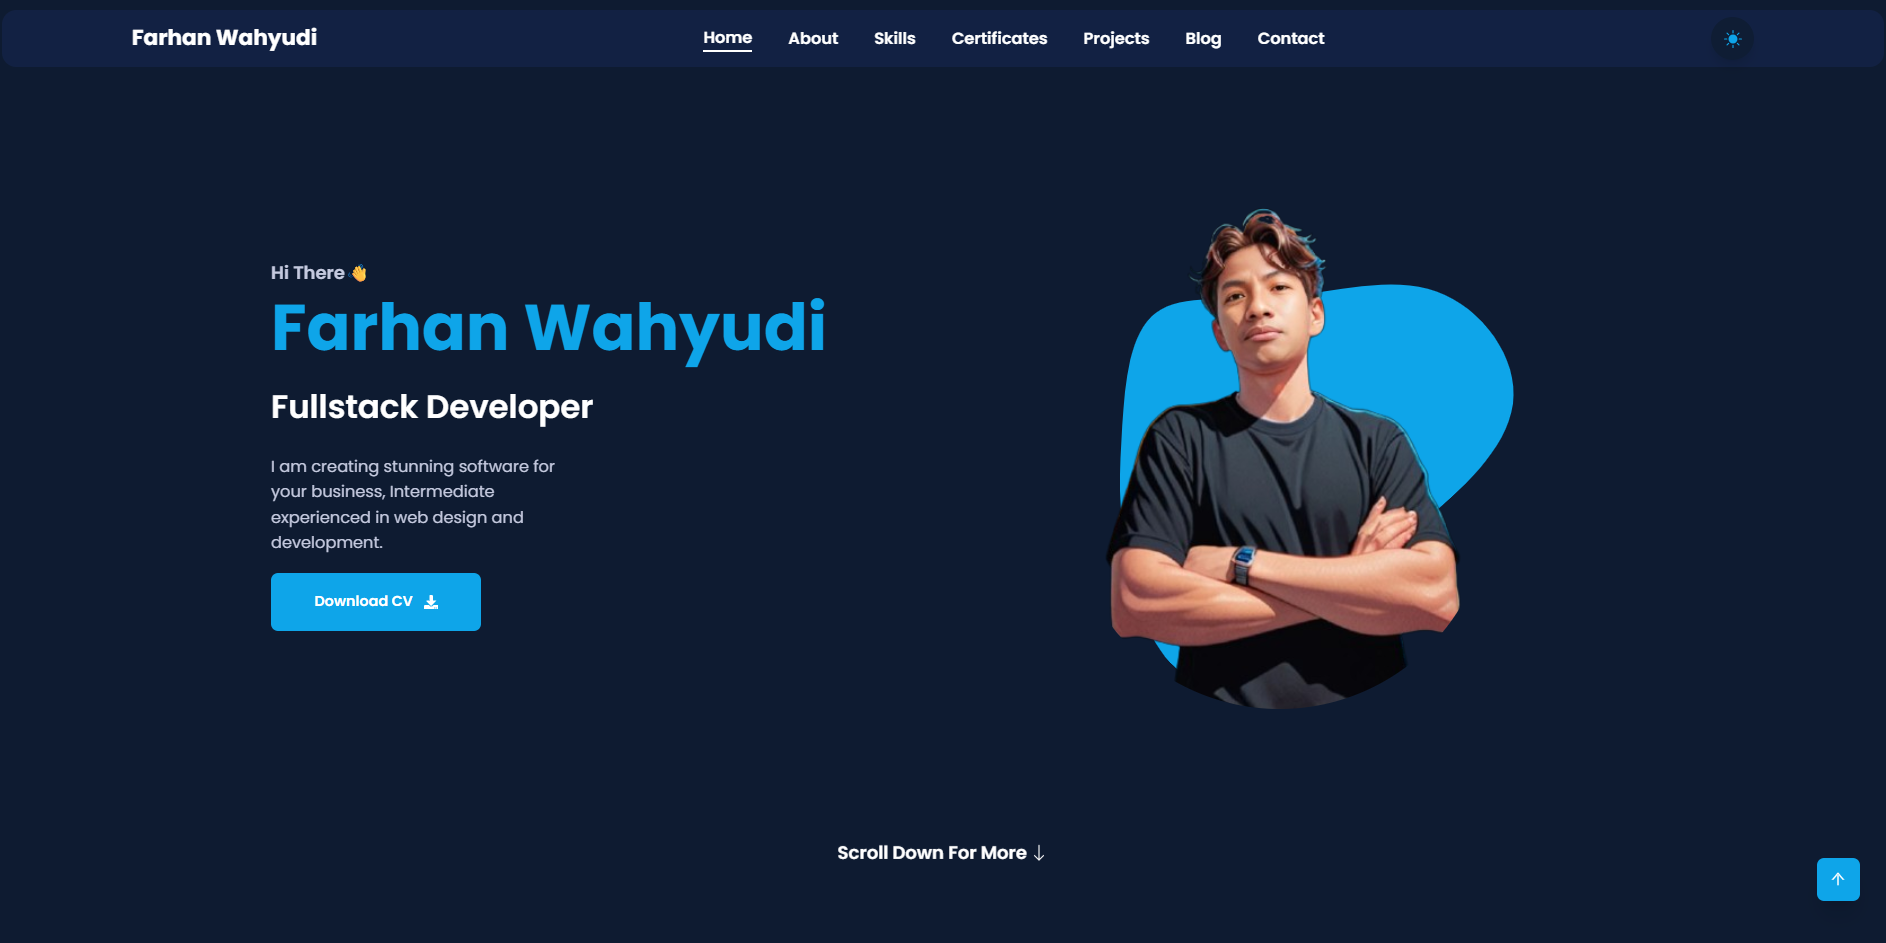 Farhan Wahyudi
Home About Skills Certificates Projects Blog Contact
Hi There 👋
Farhan Wahyudi
Fullstack Developer
I am creating stunning software for
your business, Intermediate
experienced in web design and
development.
Download CV
Scroll Down For More ↓